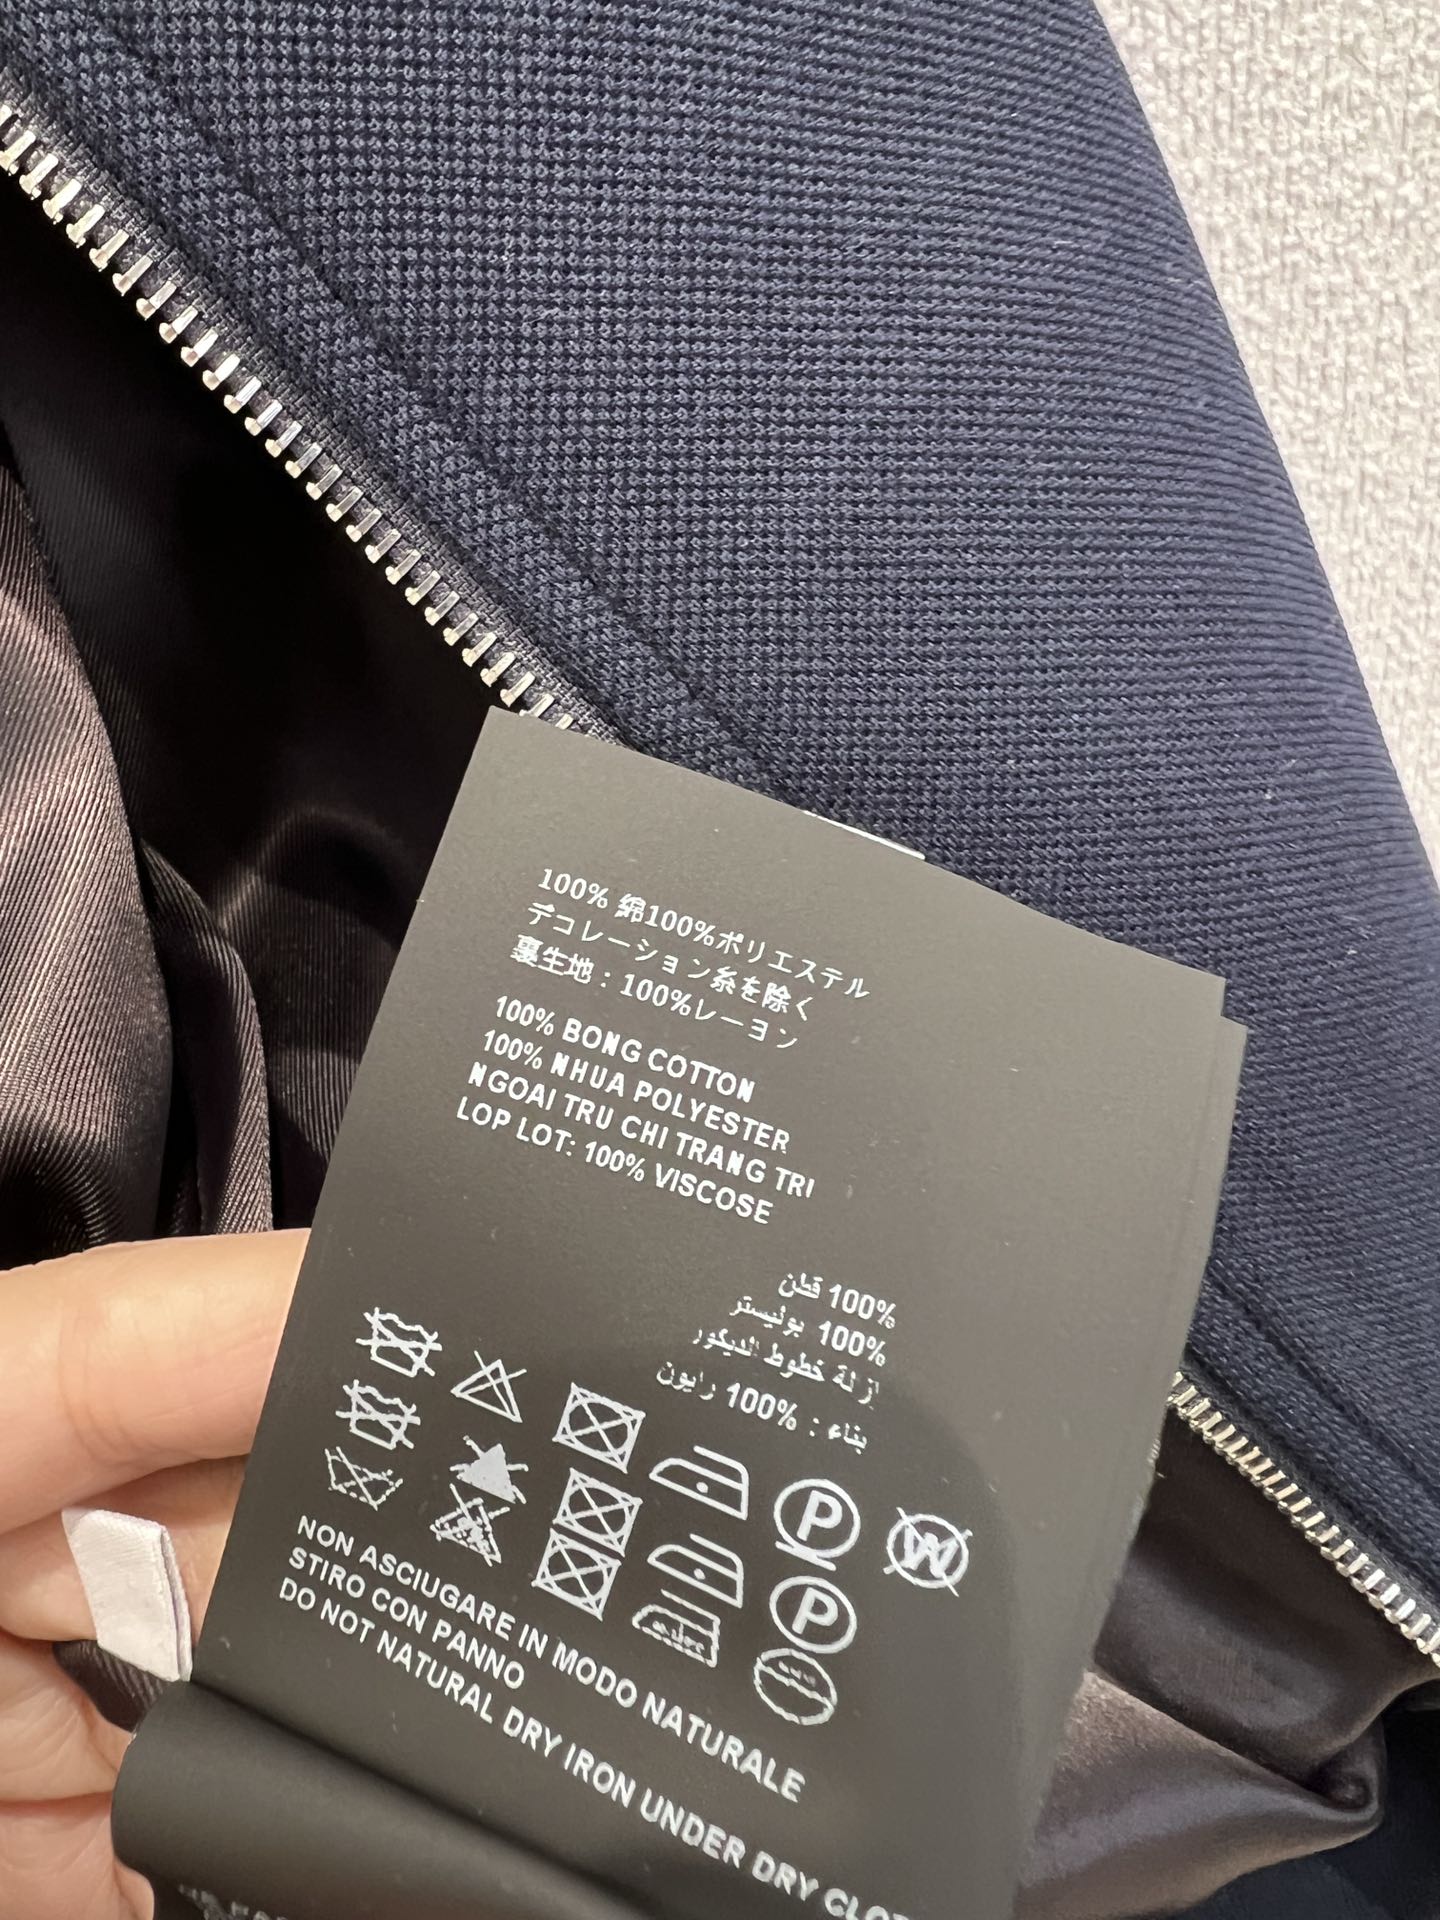 100% 綿100%ポリエステル
デコレーション糸を除く
裏生地：100%レーヨン
100% BONG COTTON
100% NHUA POLYESTER
NGOAI TRU CHI TRANG TRI
LOP LOT: 100% VISCOSE
100% قطن
100% بوليستر
ازلة خطوط الديكور
بناء : 100% رايون
P
W
P
NON ASCIUGARE IN MODO NATURALE
STIRO CON PANNO
DO NOT NATURAL DRY IRON UNDER DRY CLOT